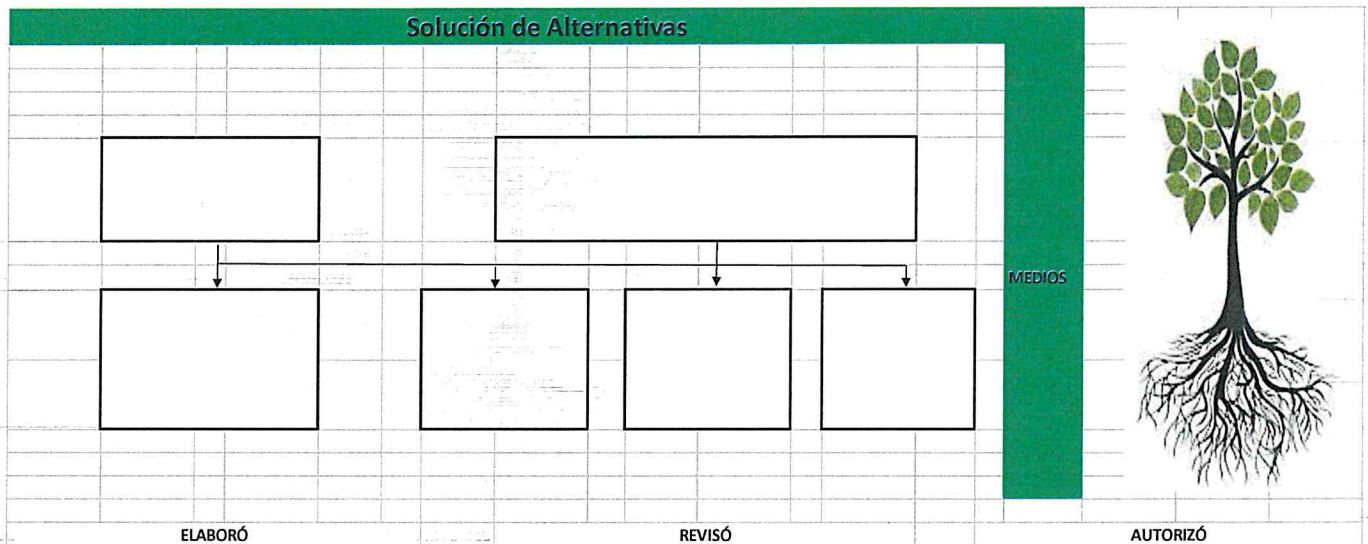 Solución de Alternativas
MEDIOS
ELABORÓ
REVISÓ
AUTORIZÓ